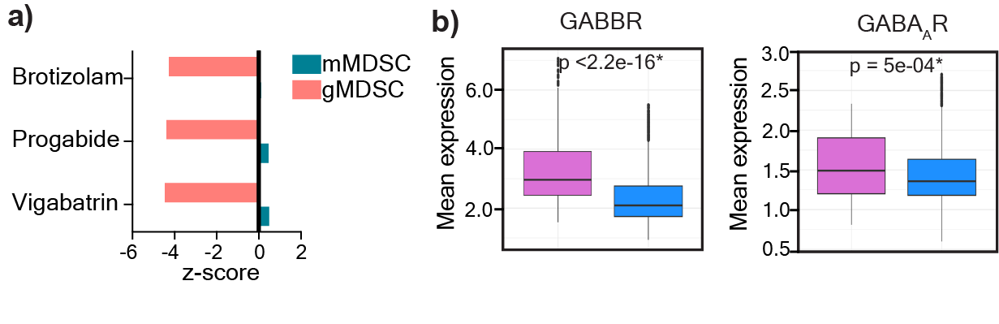 a)
Brotizolam
Progabide
Vigabatrin
-6 -4 -2 0 2
z-score
mMDSC
gMDSC
b)
GABBR
p <2.2e-16*
Mean expression
6.0
4.0
2.0
GABAAR
p = 5e-04*
Mean expression
3.0
2.5
2.0
1.5
1.0
0.5